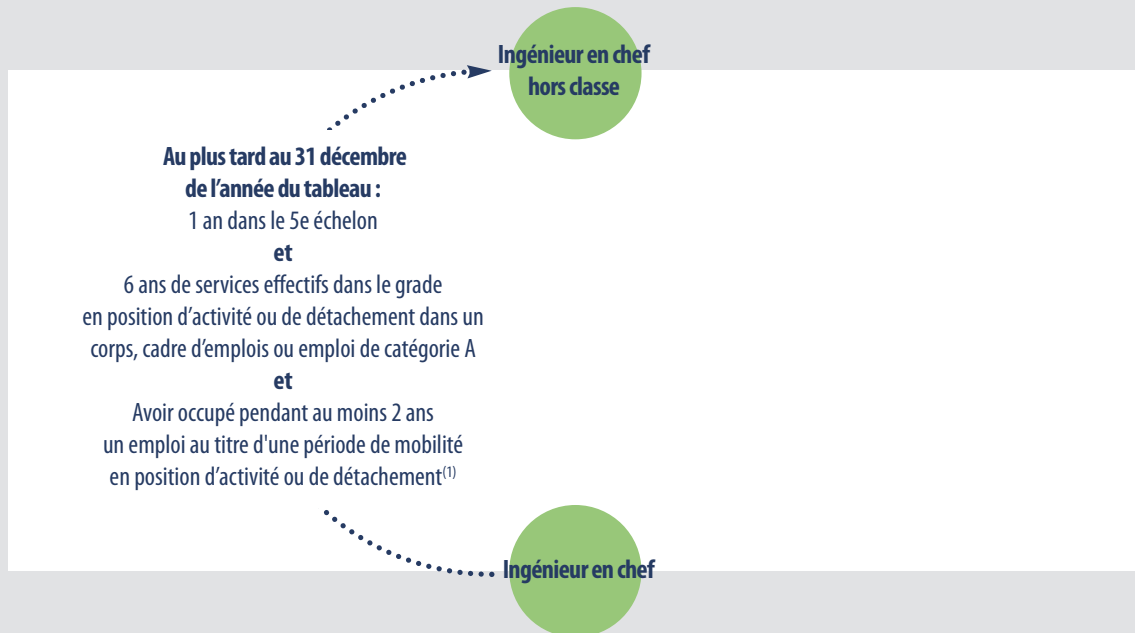 Ingénieur en chef
hors classe
Au plus tard au 31 décembre
de l’année du tableau :
1 an dans le 5e échelon
et
6 ans de services effectifs dans le grade
en position d’activité ou de détachement dans un
corps, cadre d’emplois ou emploi de catégorie A
et
Avoir occupé pendant au moins 2 ans
un emploi au titre d'une période de mobilité
en position d’activité ou de détachement(1)
Ingénieur en chef